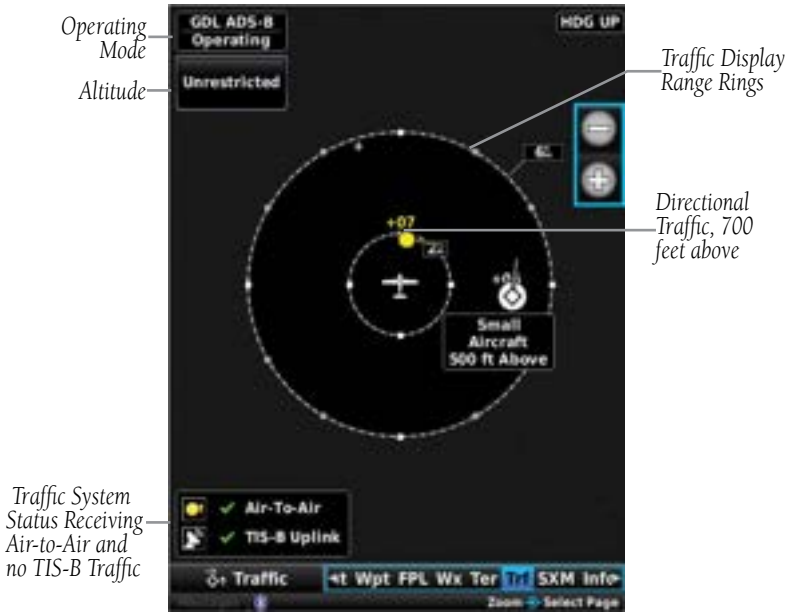 Operating
Mode
Altitude
GDL ADS-B
Operating
Unrestricted
HDG UP
Traffic Display
Range Rings
+07
Directional
Traffic, 700
feet above
Small
Aircraft
500 ft Above
Traffic System
Status Receiving
Air-to-Air and
no TIS-B Traffic
Air-To-Air
TIS-B Uplink
Traffic
Wpt FPL Wx Ter Trf SXM Info
Zoom Select Page